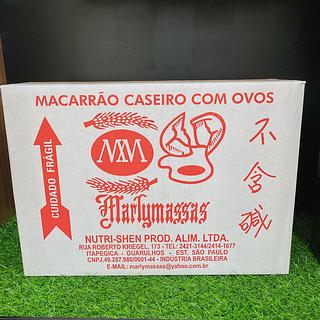 MACARRÃO CASEIRO COM OVOS
CUIDADO FRÁGIL
MM
不含碱
Marlymassas
NUTRI-SHEN PROD. ALIM. LTDA.
RUA ROBERTO KRIEGEL, 173 - TEL: 2421-3144/2414-1677
ITAPEGICA - GUARULHOS - EST. SÃO PAULO
CNPJ.49.287.980/0001-44 - INDÚSTRIA BRASILEIRA
E-MAIL: marlymassas@yahoo.com.br